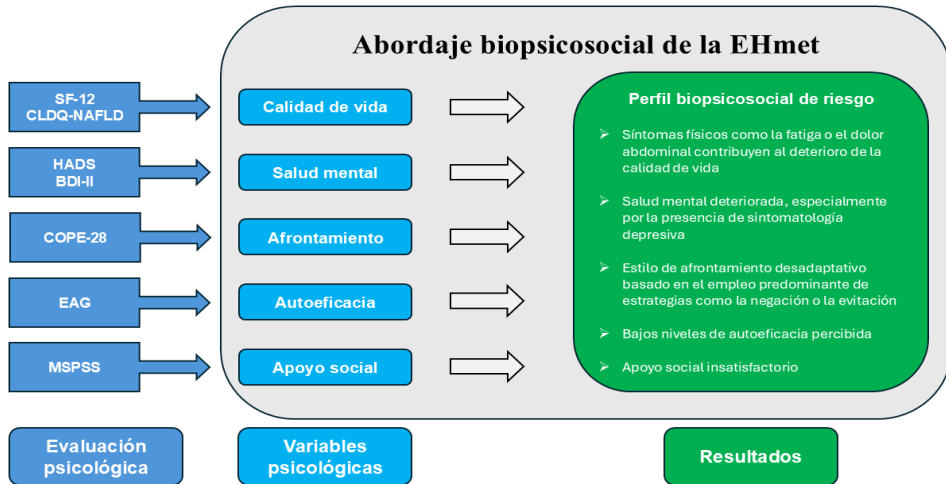 Abordaje biopsicosocial de la EHmet
SF-12
CLDQ-NAFLD
Calidad de vida
HADS
BDI-II
Salud mental
COPE-28
Afrontamiento
EAG
Autoeficacia
MSPSS
Apoyo social
Perfil biopsicosocial de riesgo
➢ Síntomas físicos como la fatiga o el dolor
abdominal contribuyen al deterioro de la
calidad de vida
➢ Salud mental deteriorada, especialmente
por la presencia de sintomatología
depresiva
➢ Estilo de afrontamiento desadaptativo
basado en el empleo predominante de
estrategias como la negación o la evitación
➢ Bajos niveles de autoeficacia percibida
➢ Apoyo social insatisfactorio
Evaluación
psicológica
Variables
psicológicas
Resultados